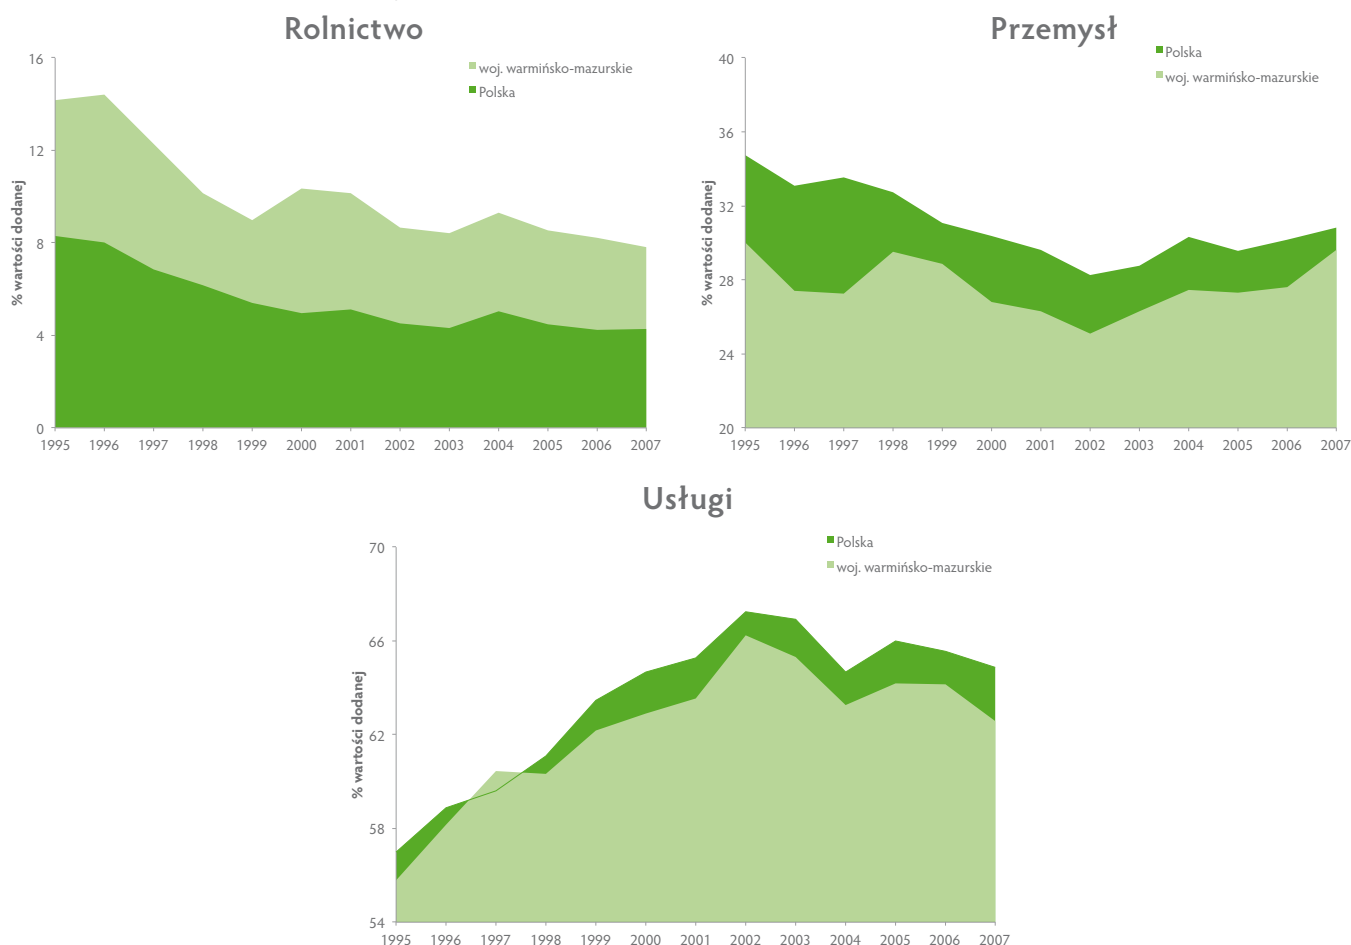 Rolnictwo
16
12
8
4
0
% wartości dodanej
woj. warmińsko-mazurskie
Polska
1995 1996 1997 1998 1999 2000 2001 2002 2003 2004 2005 2006 2007
Przemysł
40
36
32
28
24
20
% wartości dodanej
Polska
woj. warmińsko-mazurskie
1995 1996 1997 1998 1999 2000 2001 2002 2003 2004 2005 2006 2007
Usługi
70
66
62
58
54
% wartości dodanej
Polska
woj. warmińsko-mazurskie
1995 1996 1997 1998 1999 2000 2001 2002 2003 2004 2005 2006 2007